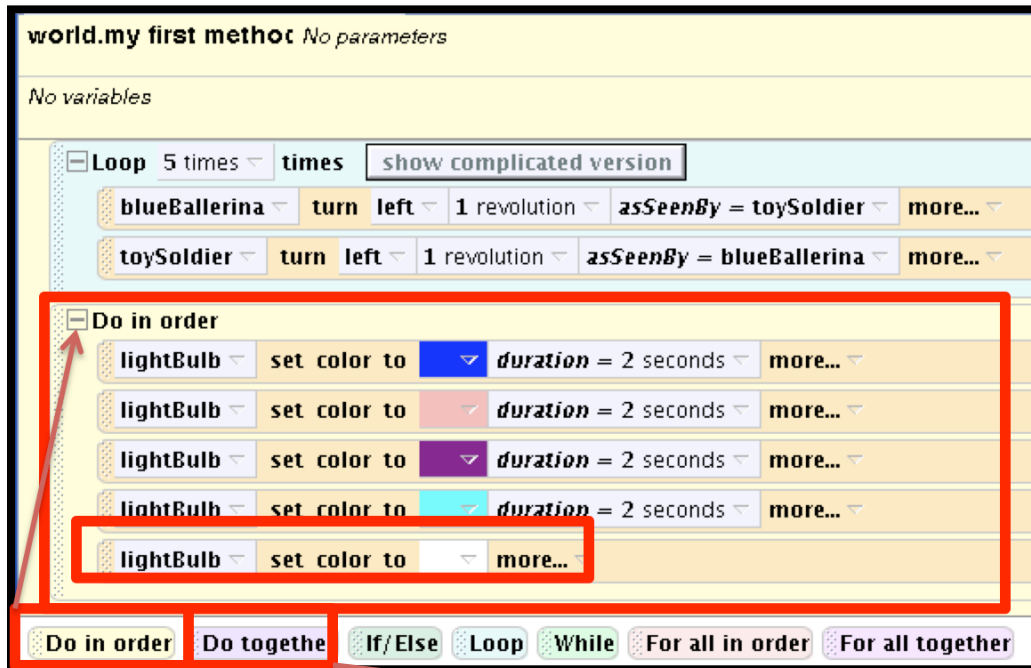 world.my first method No parameters
No variables
Loop 5 times times show complicated version
blueBallerina turn left 1 revolution asSeenBy = toySoldier more...
toySoldier turn left 1 revolution asSeenBy = blueBallerina more...
Do in order
lightBulb set color to duration = 2 seconds more...
lightBulb set color to duration = 2 seconds more...
lightBulb set color to duration = 2 seconds more...
lightBulb set color to duration = 2 seconds more...
lightBulb set color to more...
Do in order Do together If/Else Loop While For all in order For all together